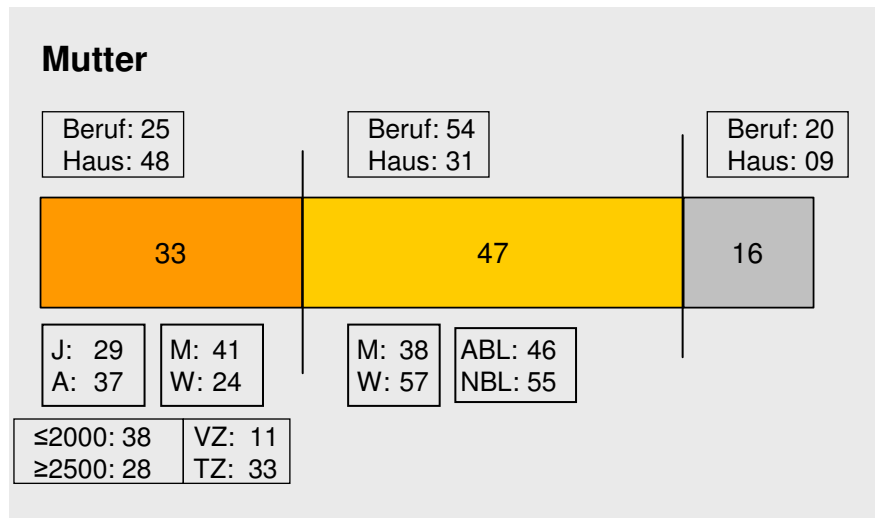 Mutter
Beruf: 25
Haus: 48
Beruf: 54
Haus: 31
Beruf: 20
Haus: 09
33
47
16
J: 29
A: 37
M: 41
W: 24
M: 38
W: 57
ABL: 46
NBL: 55
≤2000: 38
≥2500: 28
VZ: 11
TZ: 33